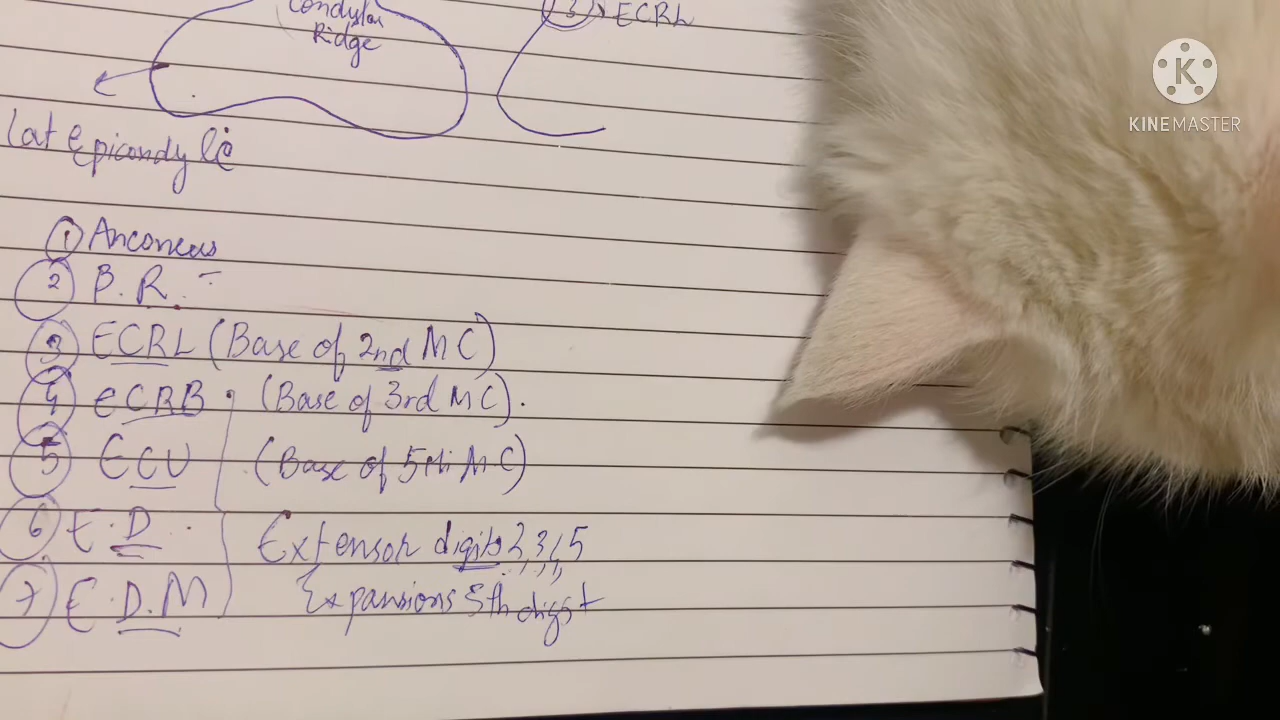 Condylar
Ridge
3 ECRL
lat epicondyle
1 Anconeus
2 B.R.
3 ECRL (Base of 2nd MC)
4 eCRB (Base of 3rd MC).
5 ECU (Base of 5th MC)
6 E.D. Extensor digits 2,3,4,5
7 E.D.M Expansions 5th digit
KINEMASTER